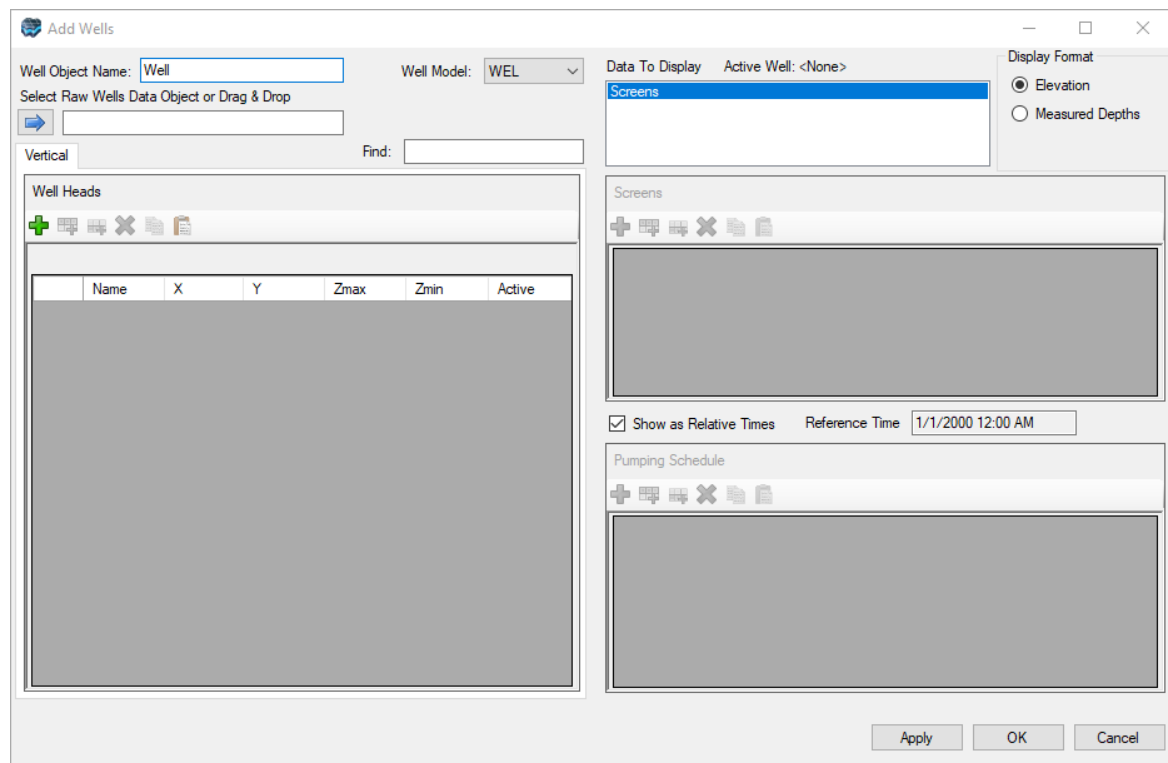 Add Wells
Well Object Name: Well
Well Model: WEL
Select Raw Wells Data Object or Drag & Drop
Find:
Vertical
Well Heads
Name X Y Zmax Zmin Active
Data To Display Active Well: <None>
Screens
Display Format
Elevation
Measured Depths
Screens
Show as Relative Times Reference Time 1/1/2000 12:00 AM
Pumping Schedule
Apply OK Cancel